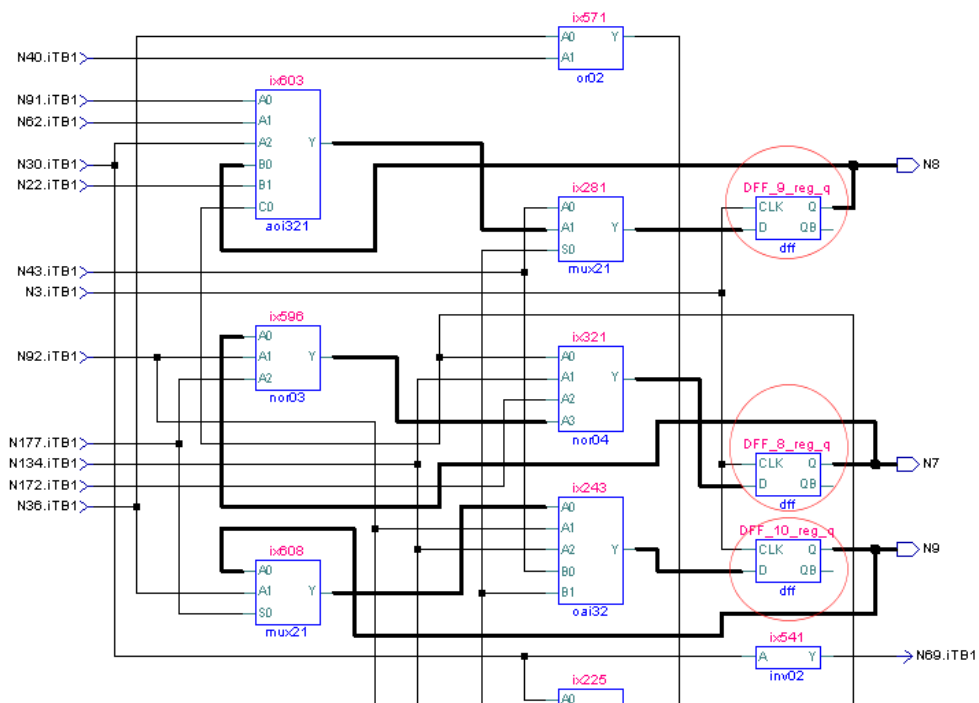 ix571
A0 Y
N40.iTB1
A1
or02
ix603
N91.iTB1
A0
N62.iTB1
A1
A2 Y
N30.iTB1
B0
N8
N22.iTB1
B1
ix281
DFF_9_reg_q
C0
A0
CLK Q
aoi321
A1 Y
D QB
S0
dff
mux21
N43.iTB1
N3.iTB1
ix596
ix321
A0
N92.iTB1
A1 Y
A0
A2
A1 Y
nor03
A2
A3
N177.iTB1
nor04
DFF_8_reg_q
N134.iTB1
CLK Q
N7
N172.iTB1
ix243
D QB
N36.iTB1
A0
dff
A1
DFF_10_reg_q
ix608
A2 Y
CLK Q
N9
A0
B0
D QB
A1 Y
B1
dff
S0
oai32
mux21
ix541
A Y
N69.iTB1
inv02
ix225
A0